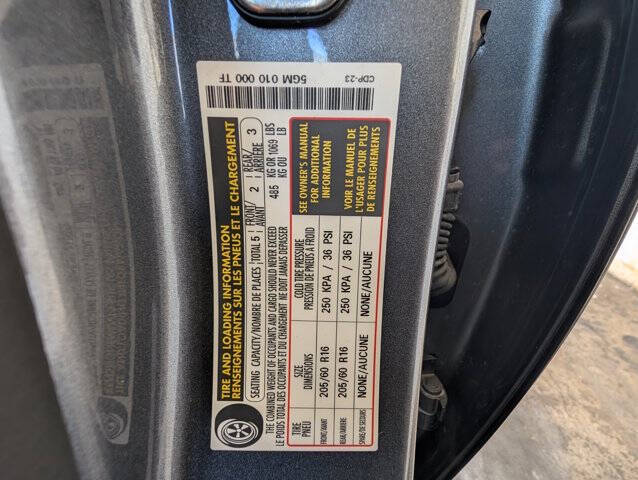 CDP-23
5GM 010 000 TF
TIRE AND LOADING INFORMATION
RENSEIGNEMENTS SUR LES PNEUS ET LE CHARGEMENT
SEATING CAPACITY/NOMBRE DE PLACES TOTAL 5 FRONT/AVANT 2 REAR/ARRIÈRE 3
THE COMBINED WEIGHT OF OCCUPANTS AND CARGO SHOULD NEVER EXCEED 485 KG OR 1069 LBS
LE POIDS TOTAL DES OCCUPANTS ET DU CHARGEMENT NE DOIT JAMAIS DEPASSER KG OU LB
TIRE PNEU SIZE DIMENSIONS COLD TIRE PRESSURE PRESSION DE PNEUS À FROID
FRONT/AVANT 205/60 R16 250 KPA / 36 PSI
REAR/ARRIERE 205/60 R16 250 KPA / 36 PSI
SPARE/DE SECOURS NONE/AUCUNE NONE/AUCUNE
SEE OWNER'S MANUAL
FOR ADDITIONAL
INFORMATION
VOIR LE MANUEL DE
L'USAGER POUR PLUS
DE RENSEIGNEMENTS